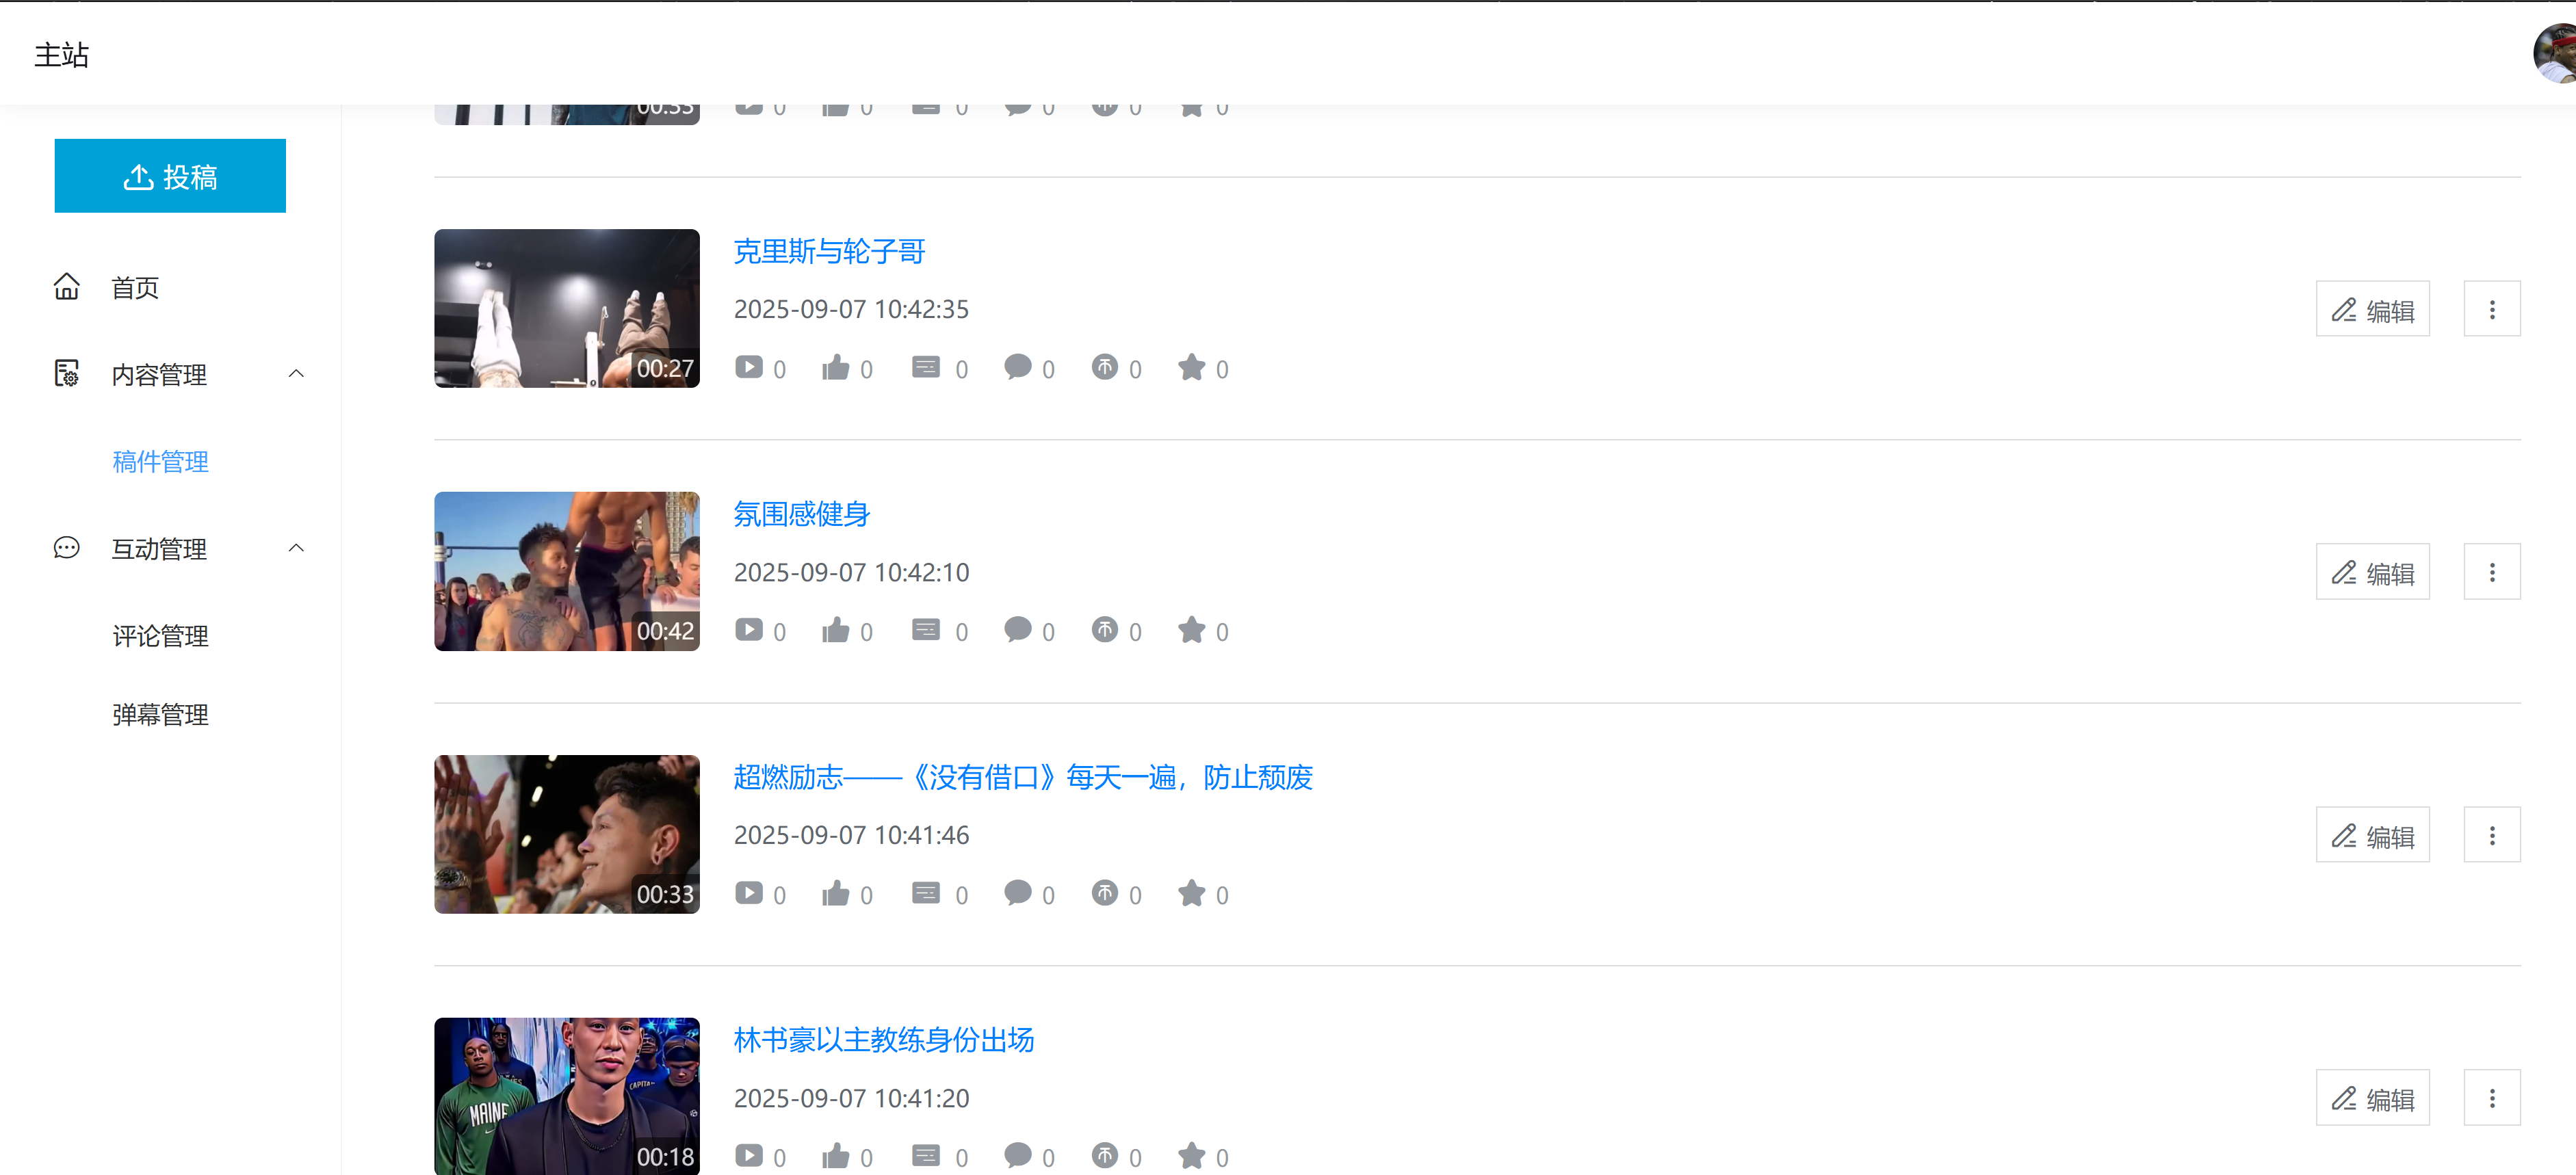 主站
投稿
首页
内容管理
稿件管理
互动管理
评论管理
弹幕管理
00:33
0 0 0 0 0 0
00:27
克里斯与轮子哥
2025-09-07 10:42:35
0 0 0 0 0 0
编辑
00:42
氛围感健身
2025-09-07 10:42:10
0 0 0 0 0 0
编辑
00:33
超燃励志——《没有借口》每天一遍，防止颓废
2025-09-07 10:41:46
0 0 0 0 0 0
编辑
MAINE
CAPITA
00:18
林书豪以主教练身份出场
2025-09-07 10:41:20
0 0 0 0 0 0
编辑